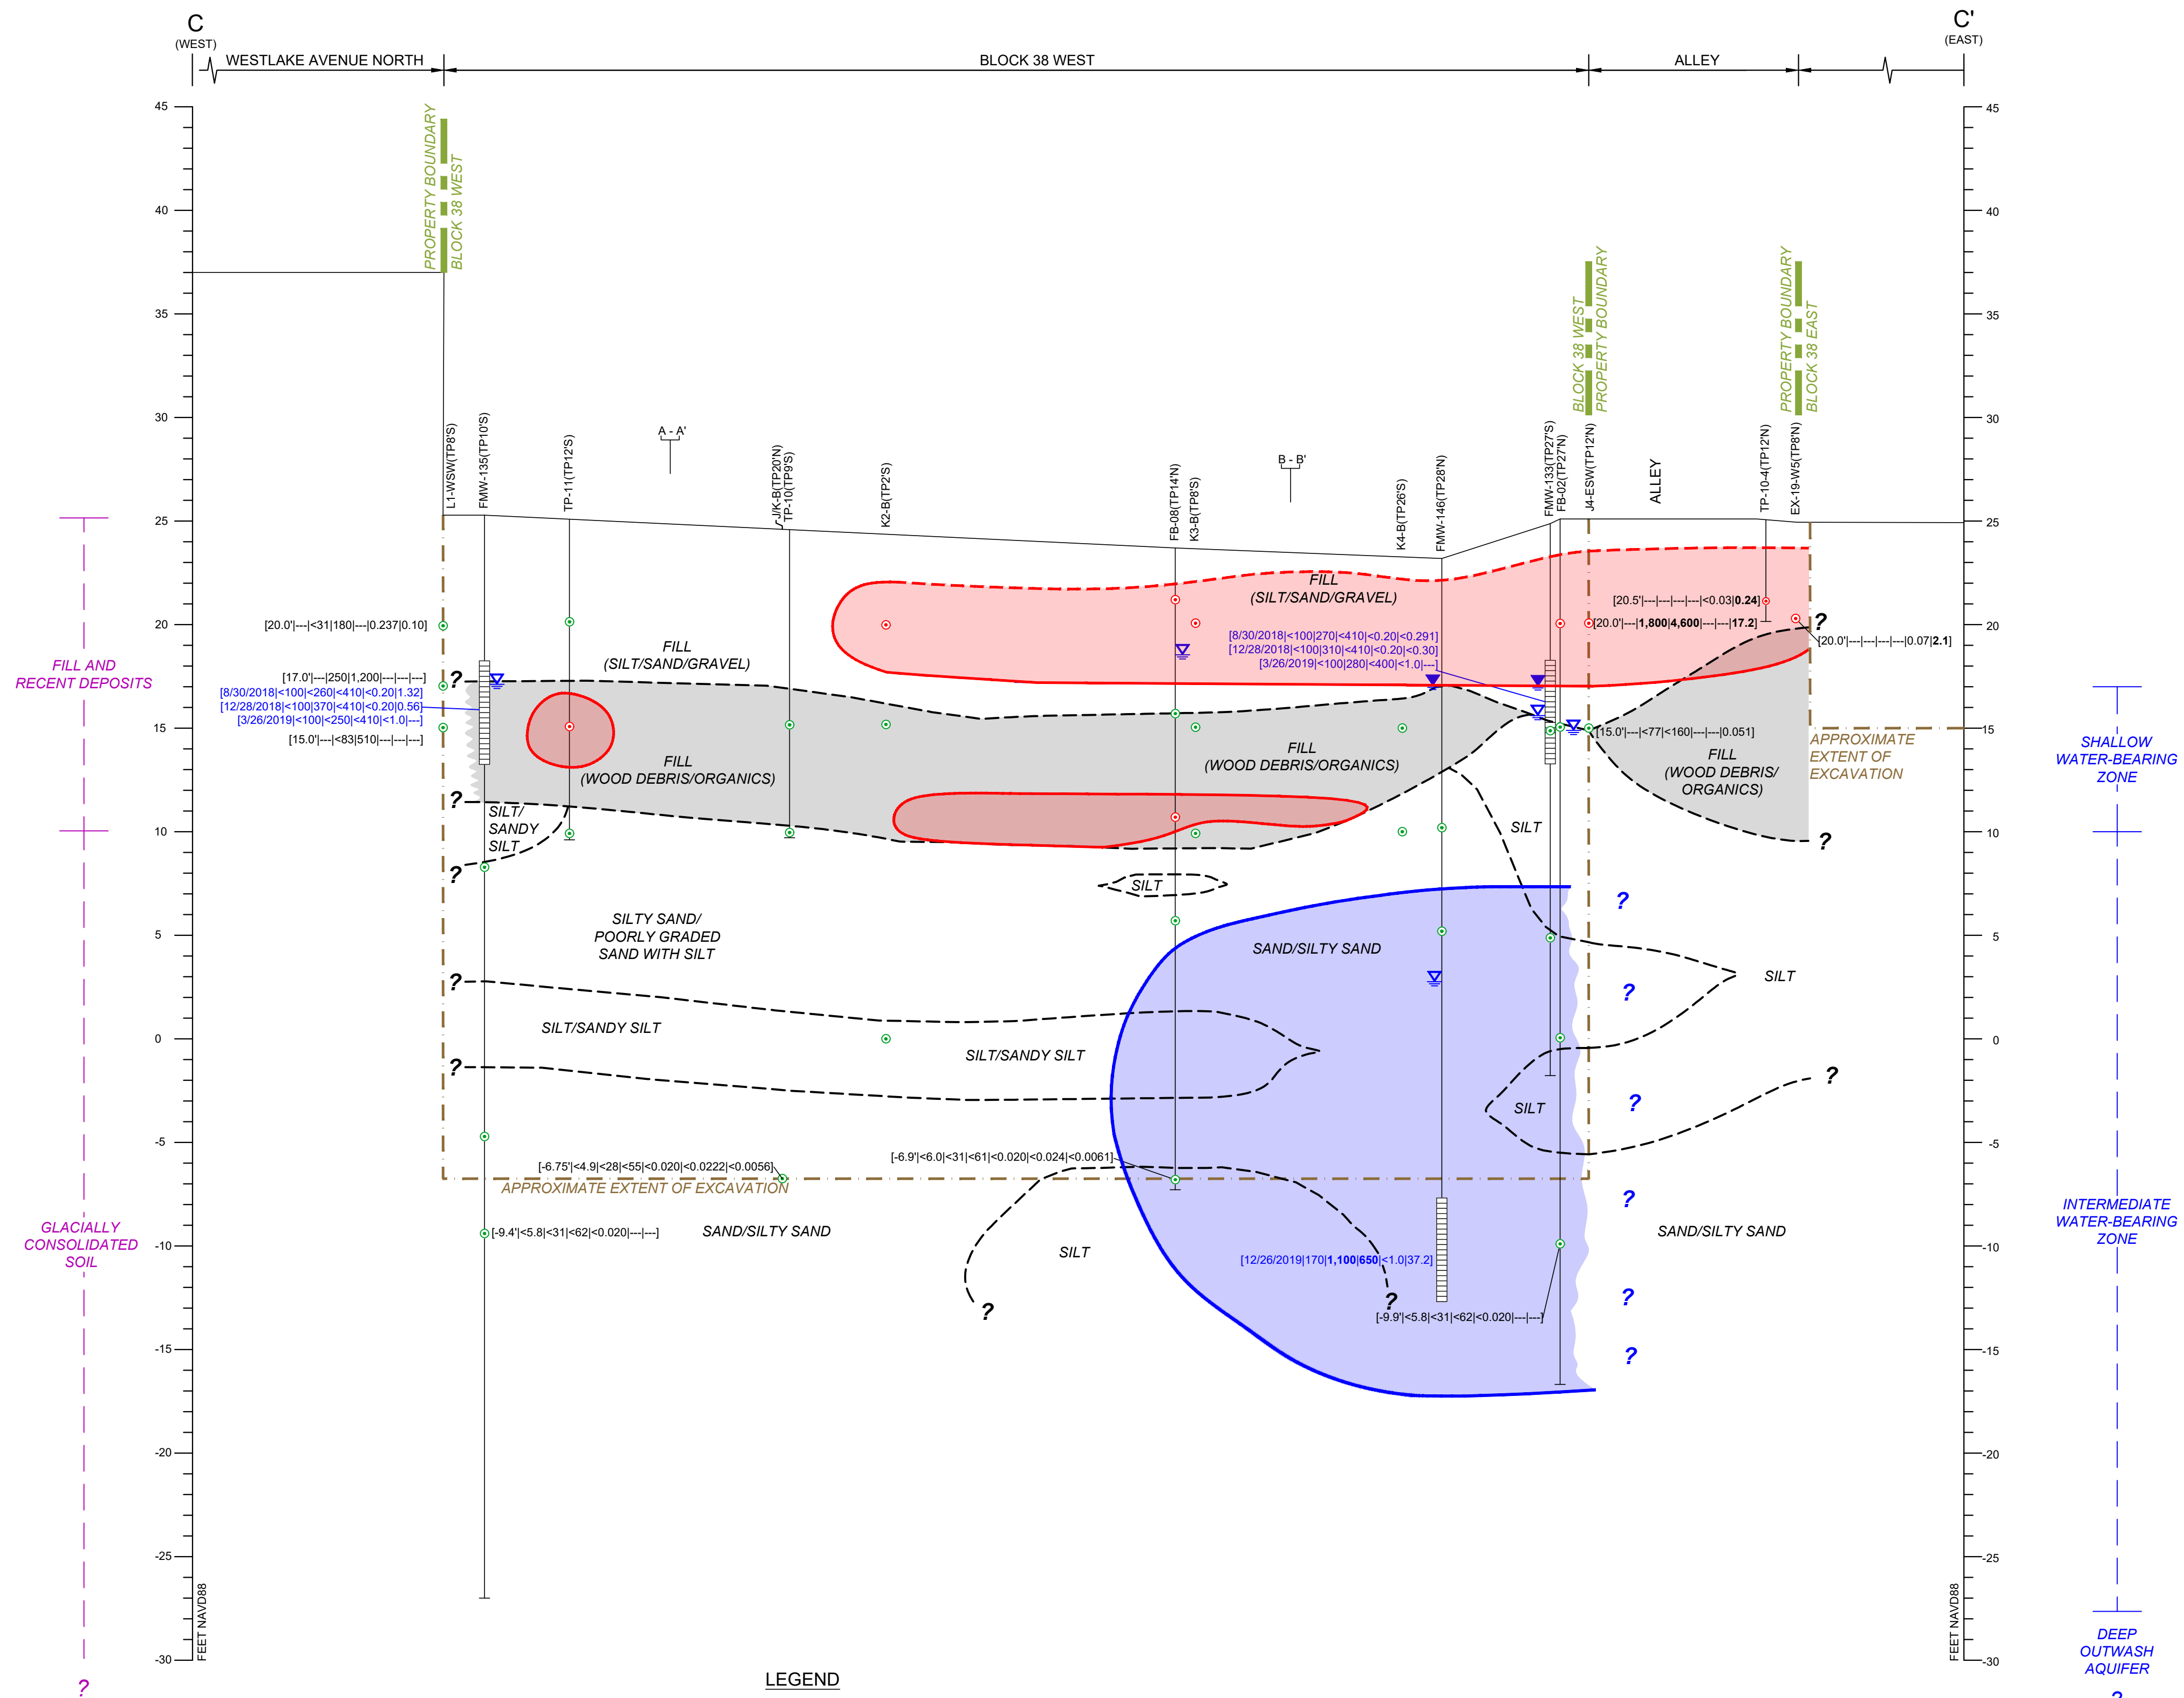 C
(WEST)
C'
(EAST)
WESTLAKE AVENUE NORTH
BLOCK 38 WEST
ALLEY
45
40
35
30
25
20
15
10
5
0
-5
-10
-15
-20
-25
-30
FEET NAVD88
45
40
35
30
25
20
15
10
5
0
-5
-10
-15
-20
-25
-30
FEET NAVD88
PROPERTY BOUNDARY
BLOCK 38 WEST
BLOCK 38 WEST
PROPERTY BOUNDARY
PROPERTY BOUNDARY
BLOCK 38 EAST
L1-WSW(TP8'S)
FMW-135(TP10'S)
TP-11(TP12'S)
A - A'
J/K-B(TP20'N)
TP-10(TP9'S)
K2-B(TP2'S)
FB-08(TP14'N)
K3-B(TP8'S)
B - B'
K4-B(TP26'S)
FMW-146(TP28'N)
FMW-133(TP27'S)
FB-02(TP27'N)
J4-ESW(TP12'N)
ALLEY
TP-10-4(TP12'N)
EX-19-W5(TP8'N)
FILL AND
RECENT DEPOSITS
GLACIALLY
CONSOLIDATED
SOIL
?
SHALLOW
WATER-BEARING
ZONE
INTERMEDIATE
WATER-BEARING
ZONE
DEEP
OUTWASH
AQUIFER
?
FILL
(SILT/SAND/GRAVEL)
[20.5'|---|---|---|---|<0.03|0.24]
[20.0'|---|1,800|4,600|---|---|17.2]
[20.0'|---|---|---|---|0.07|2.1]
?
[20.0'|---|<31|180|---|0.237|0.10]
[8/30/2018|<100|270|<410|<0.20|<0.291]
[12/28/2018|<100|310|<410|<0.20|<0.30]
[3/26/2019|<100|280|<400|<1.0|---]
FILL
(SILT/SAND/GRAVEL)
[17.0'|---|250|1,200|---|---|---]
?
[8/30/2018|<100|<260|<410|<0.20|1.32]
[12/28/2018|<100|370|<410|<0.20|0.56]
[3/26/2019|<100|<250|<410|<1.0|---]
[15.0'|---|<83|510|---|---|---]
[15.0'|---|<77|<160|---|---|0.051]
APPROXIMATE
EXTENT OF
EXCAVATION
FILL
(WOOD DEBRIS/ORGANICS)
FILL
(WOOD DEBRIS/ORGANICS)
FILL
(WOOD DEBRIS/
ORGANICS)
?
SILT/
SANDY
SILT
SILT
?
?
SILT
?
SILTY SAND/
POORLY GRADED
SAND WITH SILT
SAND/SILTY SAND
?
SILT
?
SILT/SANDY SILT
SILT/SANDY SILT
?
?
SILT
?
[-6.75'|<4.9|<28|<55|<0.020|<0.0222|<0.0056]
[-6.9'|<6.0|<31|<61|<0.020|<0.024|<0.0061]
APPROXIMATE EXTENT OF EXCAVATION
?
[-9.4'|<5.8|<31|<62|<0.020|---|---]
SAND/SILTY SAND
SILT
SAND/SILTY SAND
[12/26/2019|170|1,100|650|<1.0|37.2]
?
?
?
[-9.9'|<5.8|<31|<62|<0.020|---|---]
?
LEGEND